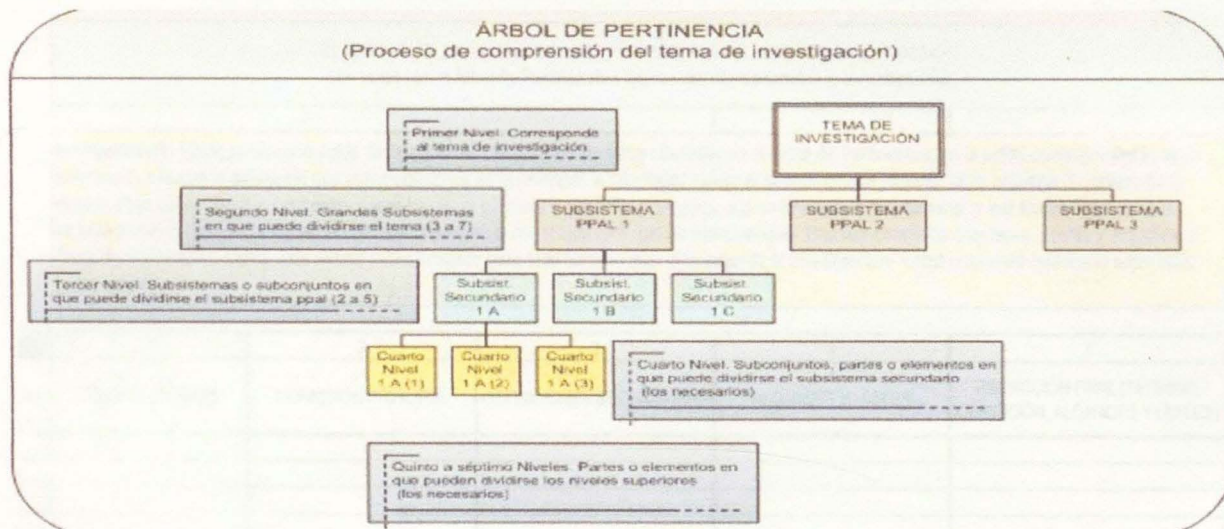 ÁRBOL DE PERTINENCIA
(Proceso de comprensión del tema de investigación)
Primer Nivel. Corresponde
al tema de investigación
TEMA DE
INVESTIGACIÓN
Segundo Nivel. Grandes Subsistemas
en que puede dividirse el tema (3 a 7)
SUBSISTEMA
PPAL 1
SUBSISTEMA
PPAL 2
SUBSISTEMA
PPAL 3
Tercer Nivel. Subsistemas o subconjuntos en
que puede dividirse el subsistema ppal (2 a 5)
Subsist.
Secundario
1 A
Subsist.
Secundario
1 B
Subsist.
Secundario
1 C
Cuarto
Nivel
1 A (1)
Cuarto
Nivel
1 A (2)
Cuarto
Nivel
1 A (3)
Cuarto Nivel. Subconjuntos, partes o elementos en
que puede dividirse el subsistema secundario
(los necesarios)
Quinto a séptimo Niveles. Partes o elementos en
que pueden dividirse los niveles superiores
(los necesarios)